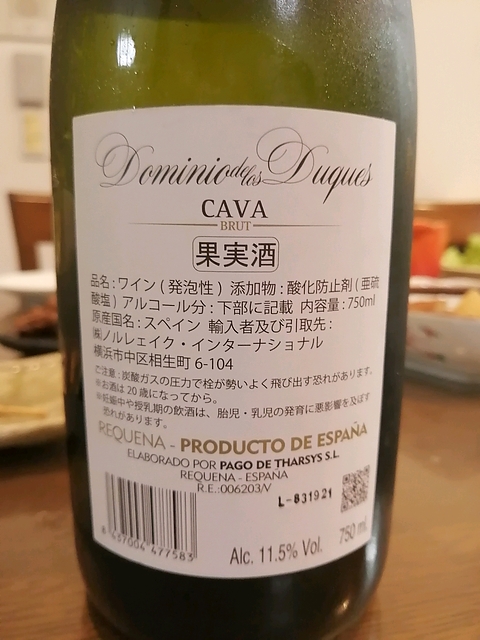 Dominio de los Duques
CAVA
BRUT
果実酒
品名:ワイン(発泡性) 添加物:酸化防止剤(亜硫
酸塩) アルコール分:下部に記載 内容量:750ml
原産国名:スペイン 輸入者及び引取先:
㈱ノルレェイク・インターナショナル
横浜市中区相生町 6-104
ご注意:炭酸ガスの圧力で栓が勢いよく飛び出す恐れがあります。
※お酒は20歳になってから。
※妊娠中や授乳期の飲酒は、胎児・乳児の発育に悪影響を及ぼす
恐れがあります。
REQUENA - PRODUCTO DE ESPAÑA
ELABORADO POR PAGO DE THARSYS S.L.
REQUENA - ESPAÑA
R.E.:006203/V
L-831921
8 437004 477583
Alc. 11.5% Vol.
750 ml